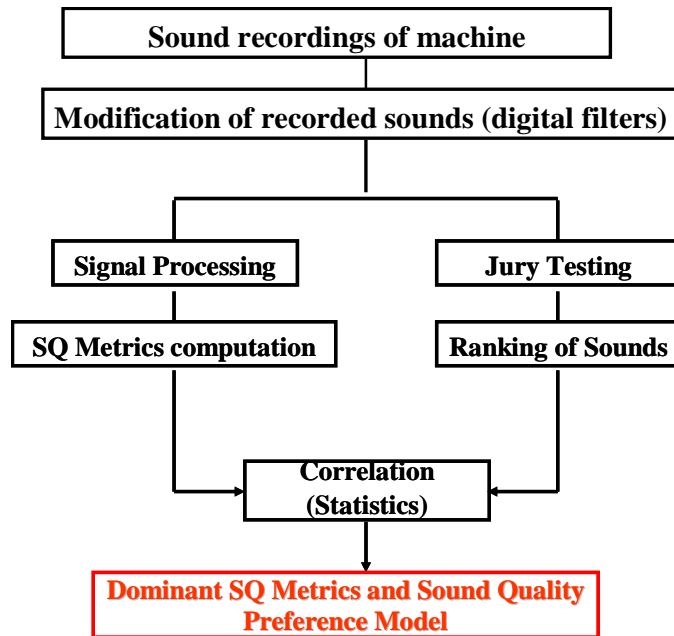 Sound recordings of machine
Modification of recorded sounds (digital filters)
Signal Processing
Jury Testing
SQ Metrics computation
Ranking of Sounds
Correlation
(Statistics)
Dominant SQ Metrics and Sound Quality
Preference Model